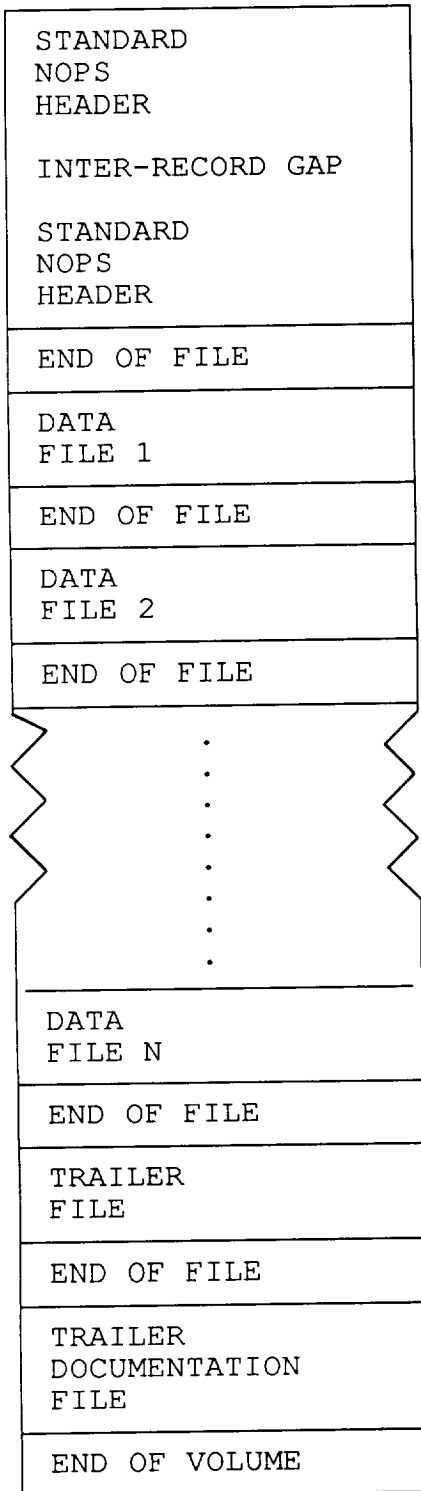 STANDARD
NOPS
HEADER
INTER-RECORD GAP
STANDARD
NOPS
HEADER
END OF FILE
DATA
FILE 1
END OF FILE
DATA
FILE 2
END OF FILE
.
.
.
.
.
.
.
.
DATA
FILE N
END OF FILE
TRAILER
FILE
END OF FILE
TRAILER
DOCUMENTATION
FILE
END OF VOLUME